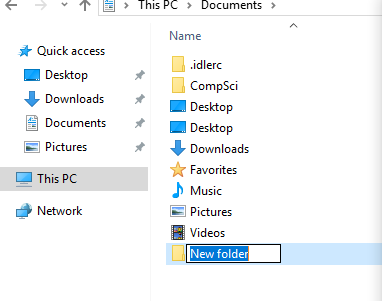 This PC > Documents >
Quick access
Desktop
Downloads
Documents
Pictures
This PC
Network
Name
.idlerc
CompSci
Desktop
Desktop
Downloads
Favorites
Music
Pictures
Videos
New folder